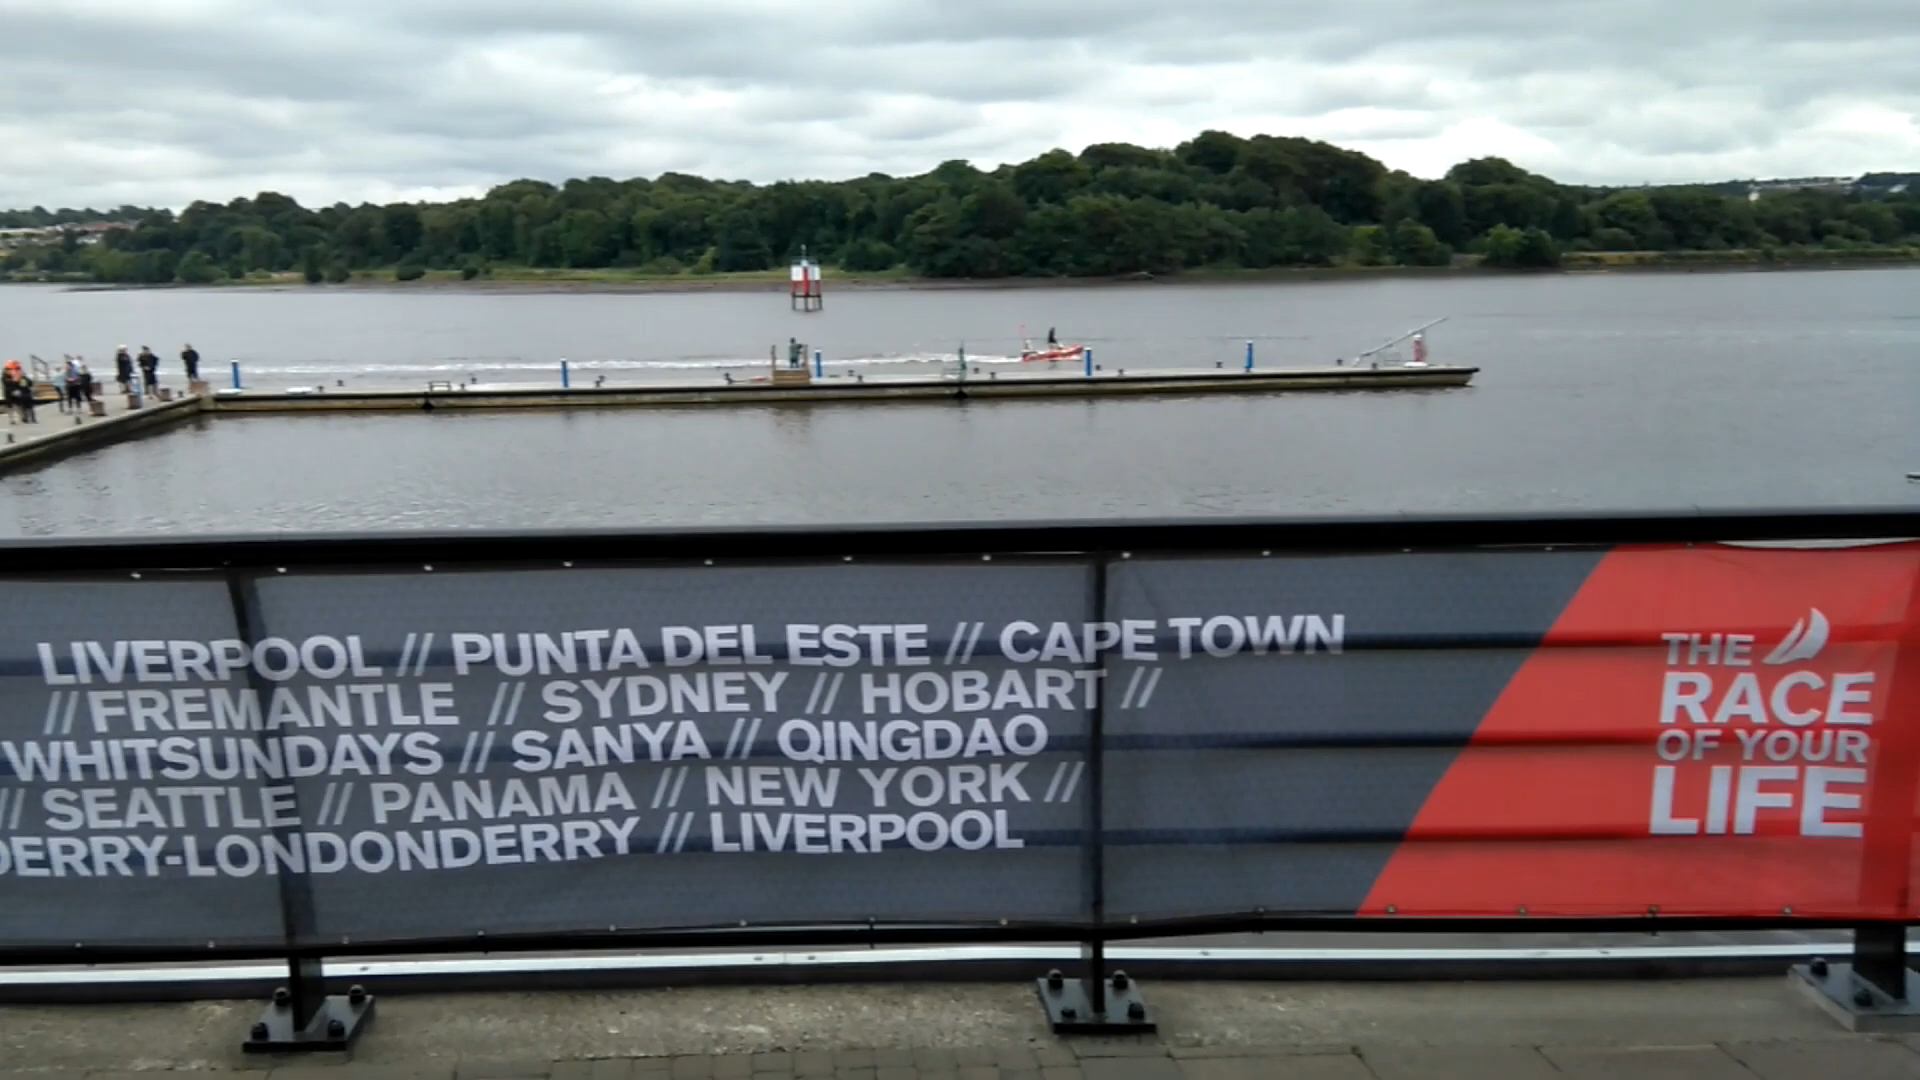 LIVERPOOL // PUNTA DEL ESTE // CAPE TOWN
// FREMANTLE // SYDNEY // HOBART //
WHITSUNDAYS // SANYA // QINGDAO
// SEATTLE // PANAMA // NEW YORK //
DERRY-LONDONDERRY // LIVERPOOL
THE
RACE
OF YOUR
LIFE